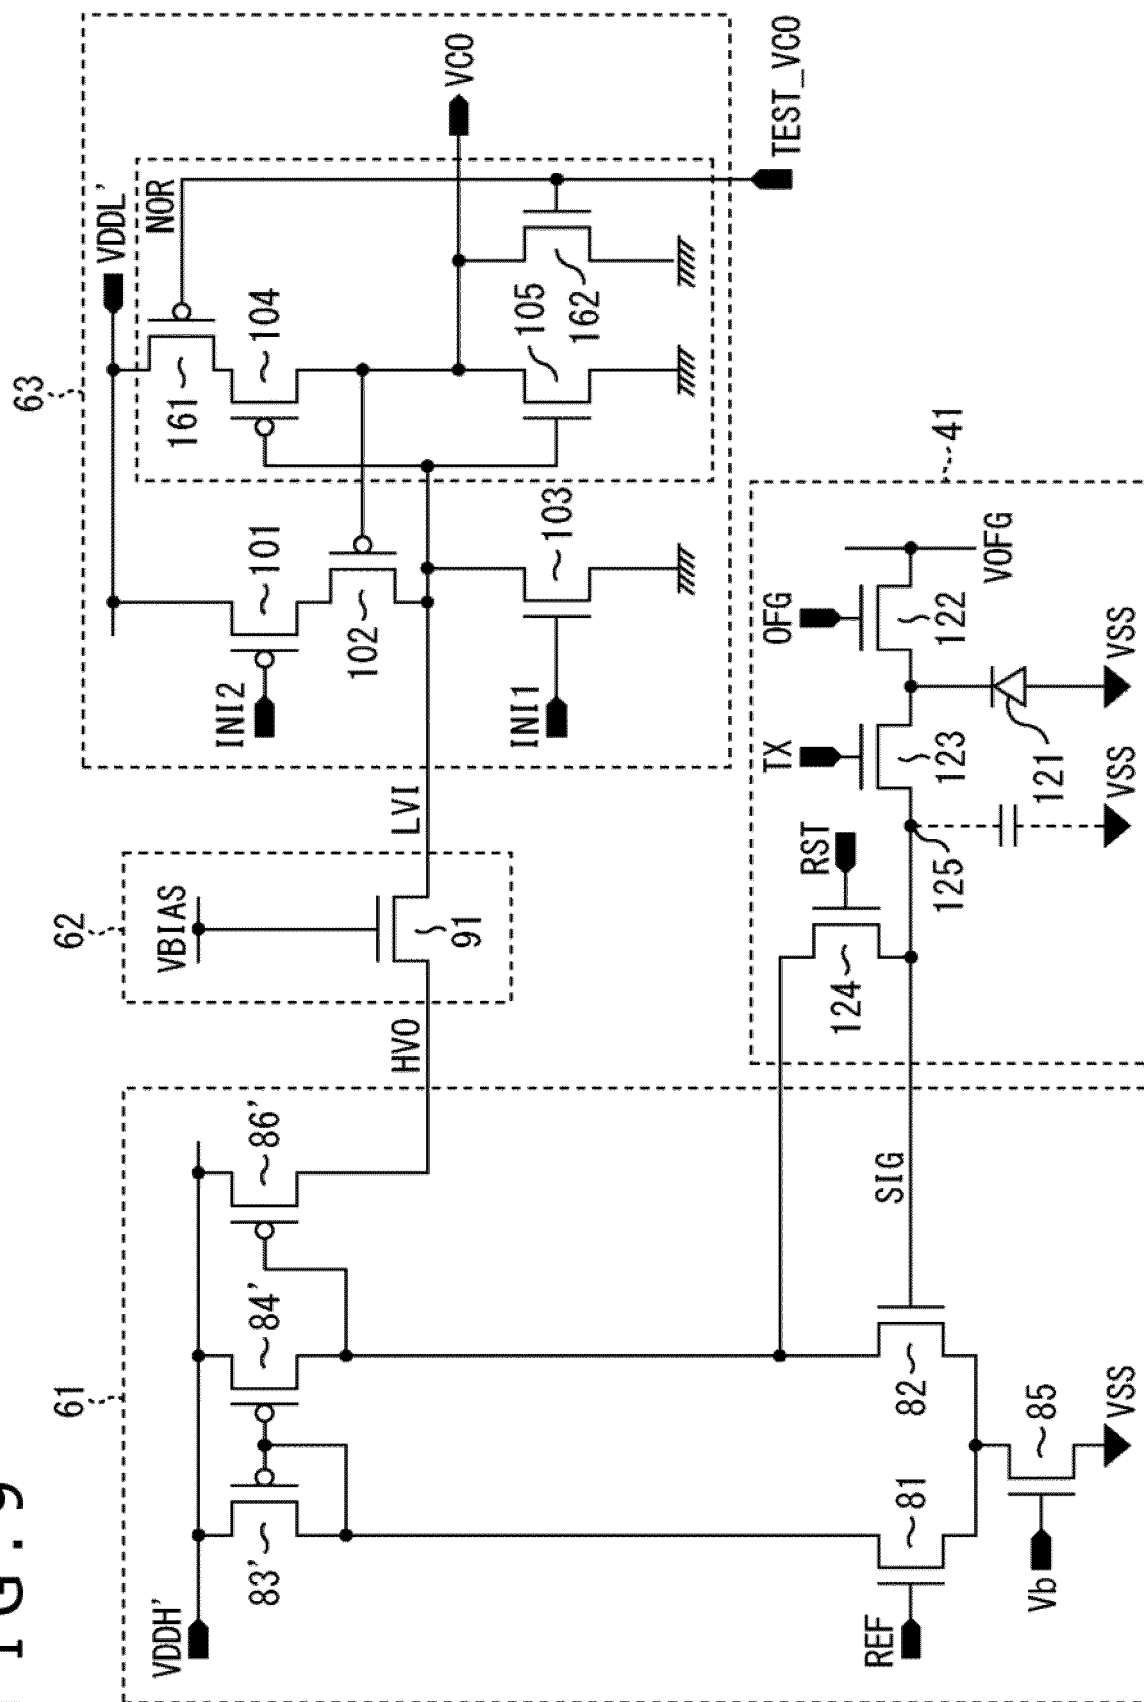 FIG. 9
61
VDDH'
83'
84'
86'
HVO
REF
81
82
SIG
Vb
85
VSS
62
VBIAS
91
LVI
63
VDDL'
INI2
101
102
INI1
103
NOR
161
104
105
162
VCO
TEST_VCO
41
RST
124
125
TX
123
OFG
122
VOFG
121
VSS
VSS